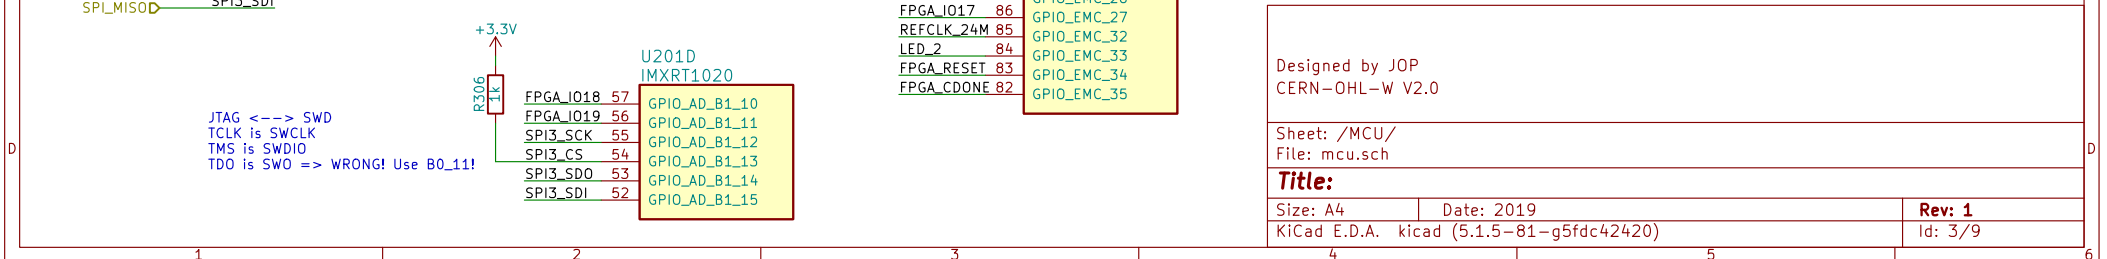 SPI_MISO
SPI3_SDI
+3.3V
R306
1k
U201D
IMXRT1020
FPGA_IO18 57 GPIO_AD_B1_10
FPGA_IO19 56 GPIO_AD_B1_11
SPI3_SCK 55 GPIO_AD_B1_12
SPI3_CS 54 GPIO_AD_B1_13
SPI3_SDO 53 GPIO_AD_B1_14
SPI3_SDI 52 GPIO_AD_B1_15
JTAG <--> SWD
TCLK is SWCLK
TMS is SWDIO
TDO is SWO => WRONG! Use B0_11!
FPGA_IO17 86 GPIO_EMC_27
REFCLK_24M 85 GPIO_EMC_32
LED_2 84 GPIO_EMC_33
FPGA_RESET 83 GPIO_EMC_34
FPGA_CDONE 82 GPIO_EMC_35
Designed by JOP
CERN-OHL-W V2.0
Sheet: /MCU/
File: mcu.sch
Title:
Size: A4 Date: 2019 Rev: 1
KiCad E.D.A. kicad (5.1.5-81-g5fdc42420) Id: 3/9
D D
1 2 3 4 5 6